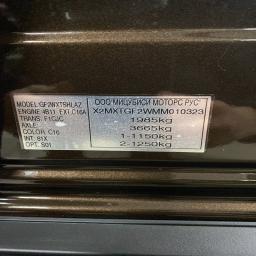 MODEL GF2WXTSHLAZ
ENGINE 4B11 EXT C16A
TRANS. F1CJC
AXLE
COLOR C16
INT. 81X
OPT. S01
ООО "МИЦУБИСИ МОТОРС РУС"
X2MXTGF2WMM010323
1985kg
3665kg
1-1150kg
2-1250kg